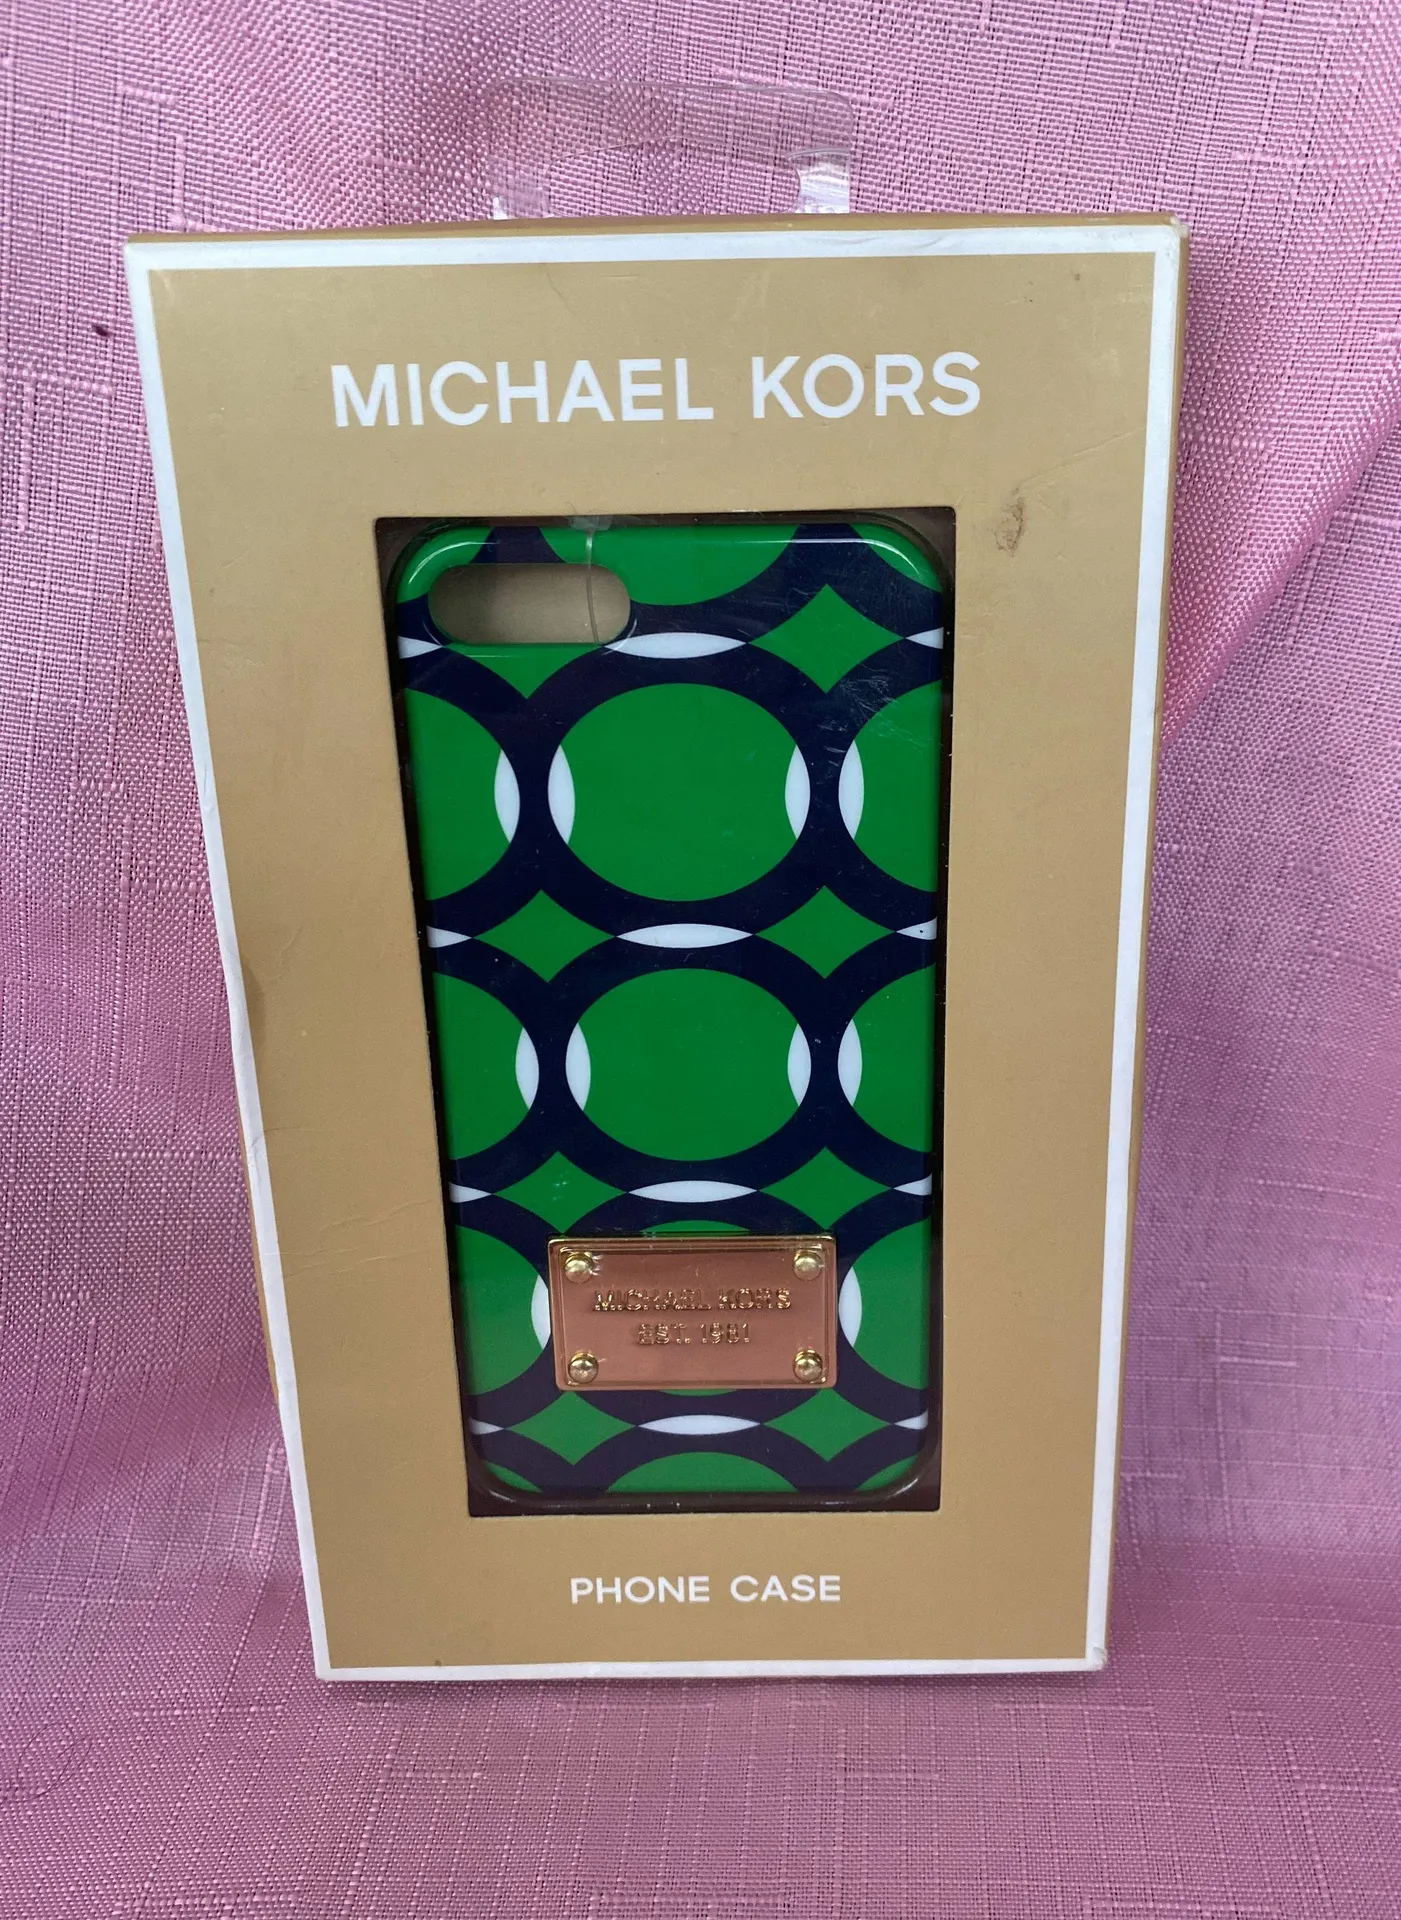 MICHAEL KORS
MICHAEL KORS
EST. 1981
PHONE CASE